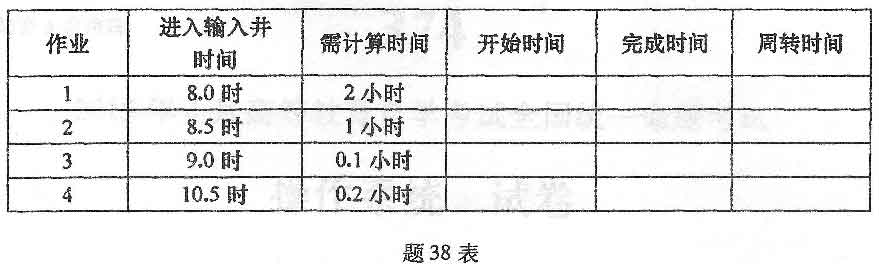 作业 进入输入井时间 需计算时间 开始时间 完成时间 周转时间
1 8.0 时 2 小时
2 8.5 时 1 小时
3 9.0 时 0.1 小时
4 10.5 时 0.2 小时
题 38 表